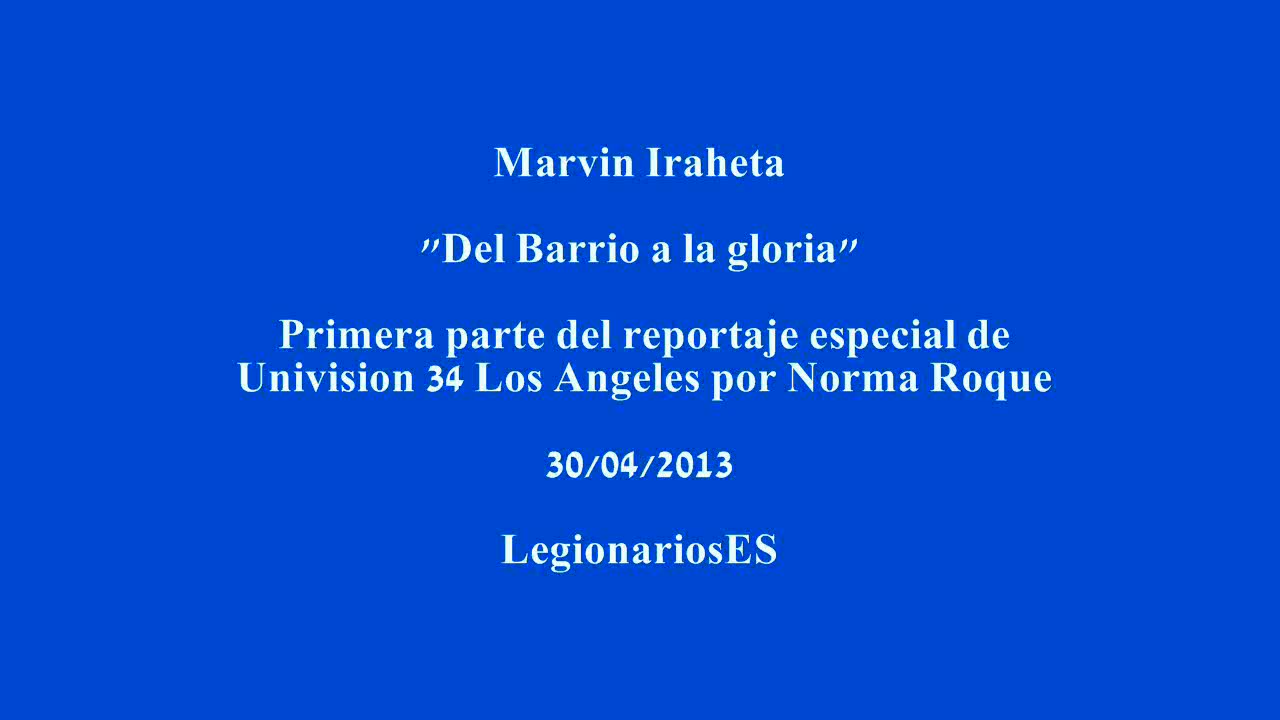 Marvin Iraheta
"Del Barrio a la gloria"
Primera parte del reportaje especial de
Univision 34 Los Angeles por Norma Roque
30/04/2013
LegionariosES